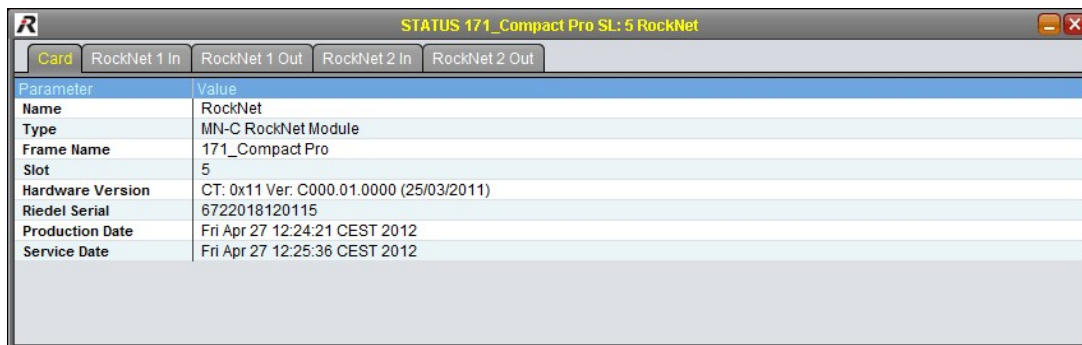 STATUS 171_Compact Pro SL: 5 RockNet
Card RockNet 1 In RockNet 1 Out RockNet 2 In RockNet 2 Out
Parameter Value
Name RockNet
Type MN-C RockNet Module
Frame Name 171_Compact Pro
Slot 5
Hardware Version CT: 0x11 Ver: C000.01.0000 (25/03/2011)
Riedel Serial 6722018120115
Production Date Fri Apr 27 12:24:21 CEST 2012
Service Date Fri Apr 27 12:25:36 CEST 2012